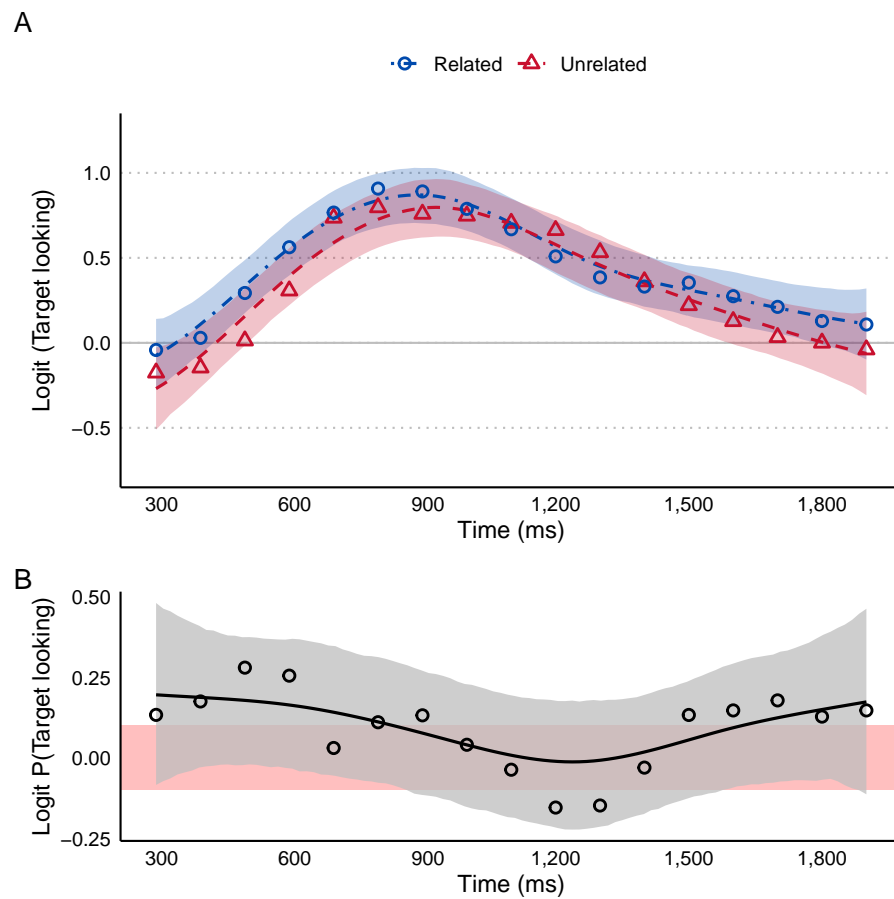 A
Related Unrelated
Logit (Target looking)
1.0
0.5
0.0
−0.5
300 600 900 1,200 1,500 1,800
Time (ms)
B
Logit P(Target looking)
0.50
0.25
0.00
−0.25
300 600 900 1,200 1,500 1,800
Time (ms)